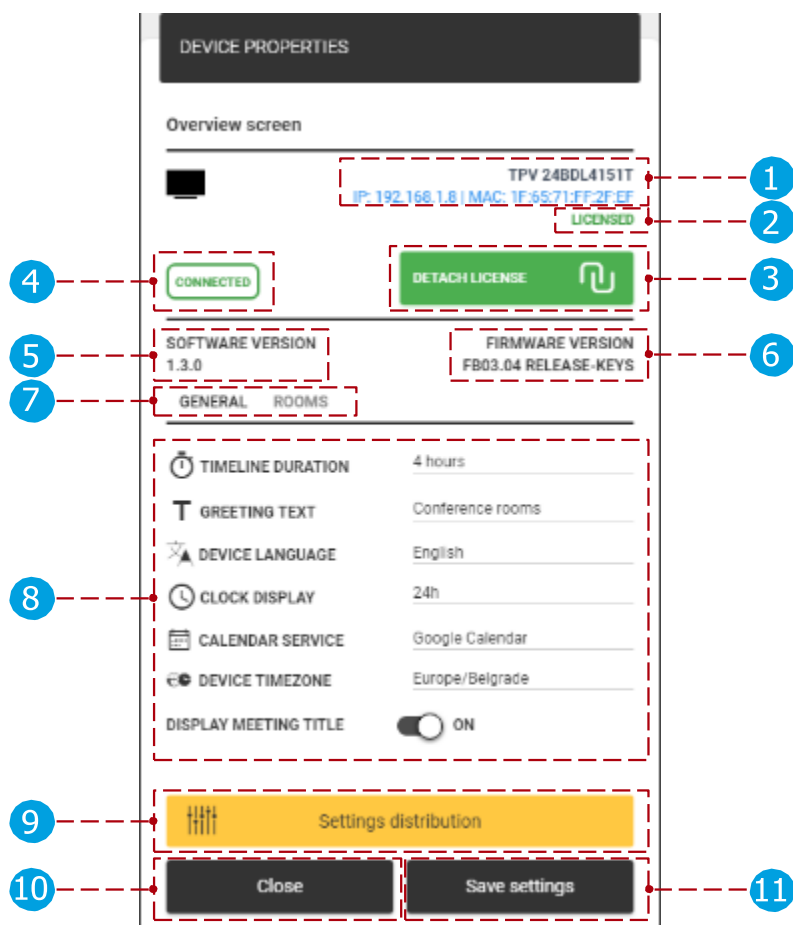 DEVICE PROPERTIES
Overview screen
TPV 24BDL4151T
1
IP: 192.168.1.8 | MAC: 1F:65:71:FF:2F:EF
LICENSED
2
4
CONNECTED
DETACH LICENSE
3
5
SOFTWARE VERSION
1.3.0
FIRMWARE VERSION
FB03.04 RELEASE-KEYS
6
7
GENERAL ROOMS
TIMELINE DURATION 4 hours
GREETING TEXT Conference rooms
DEVICE LANGUAGE English
8
CLOCK DISPLAY 24h
CALENDAR SERVICE Google Calendar
DEVICE TIMEZONE Europe/Belgrade
DISPLAY MEETING TITLE ON
9
Settings distribution
10
Close
Save settings
11